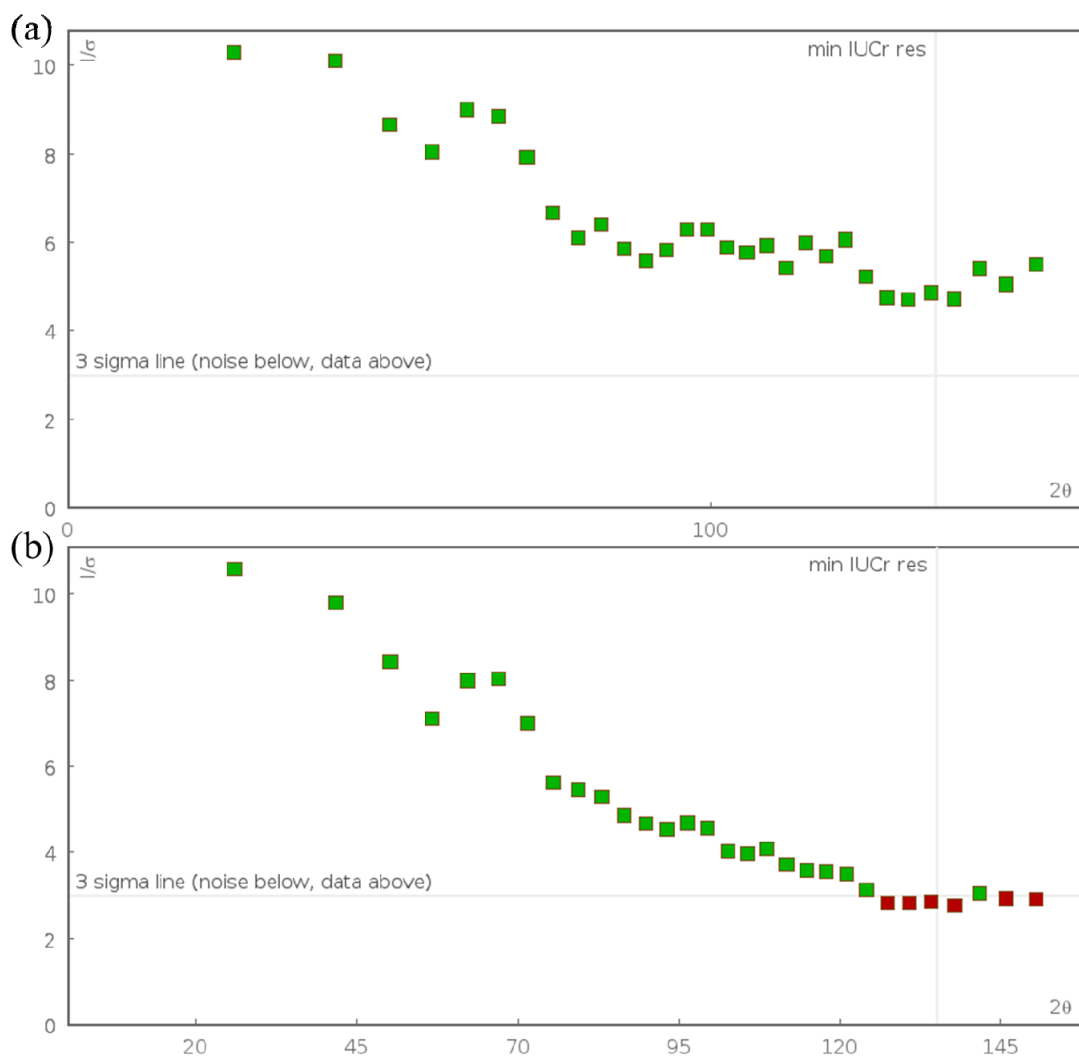 (a)
I/σ
min IUCr res
10
8
6
4
3 sigma line (noise below, data above)
2
2θ
0
0
100
(b)
I/σ
min IUCr res
10
8
6
4
3 sigma line (noise below, data above)
2
2θ
0
20 45 70 95 120 145